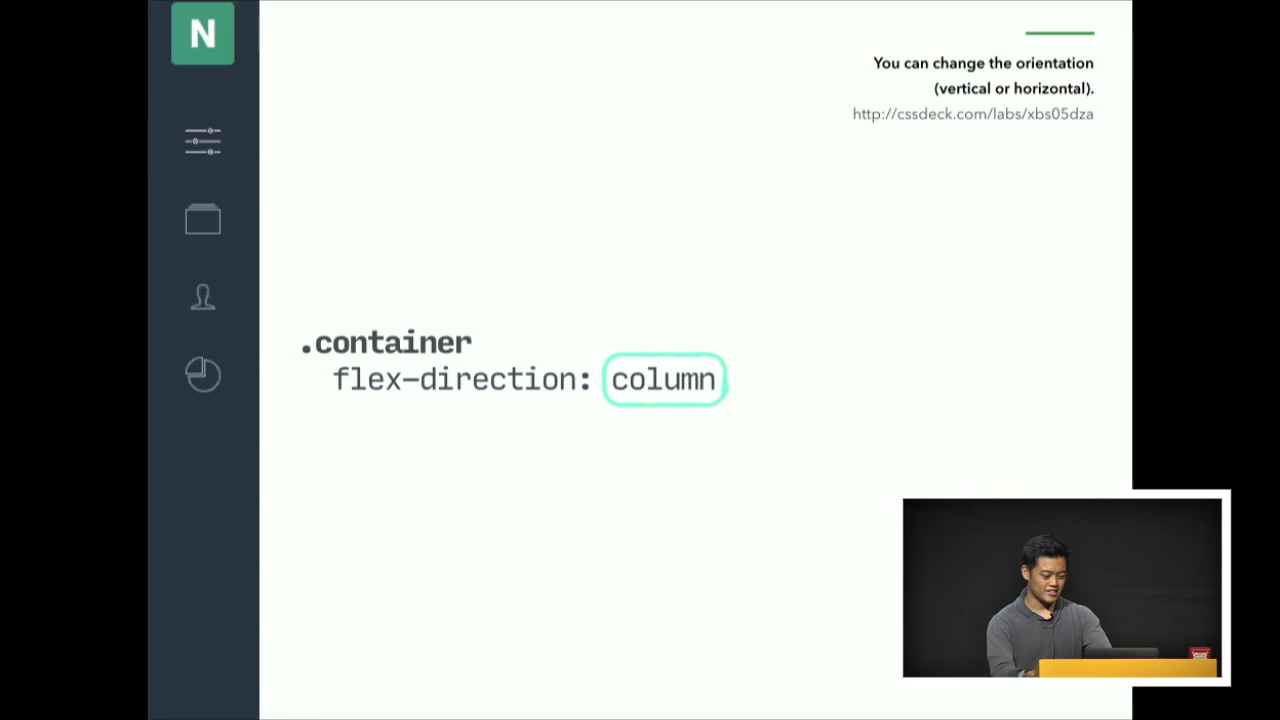 N
You can change the orientation
(vertical or horizontal).
http://cssdeck.com/labs/xbs05dza
.container
flex-direction: column